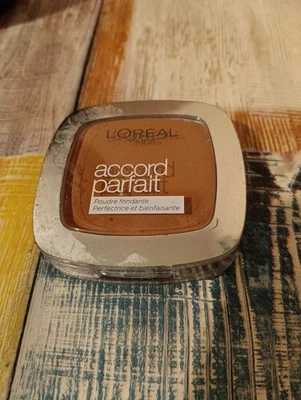 L'ORÉAL
PARIS
accord
parfait
Poudre fondante
Perfectrice et bienfaisante